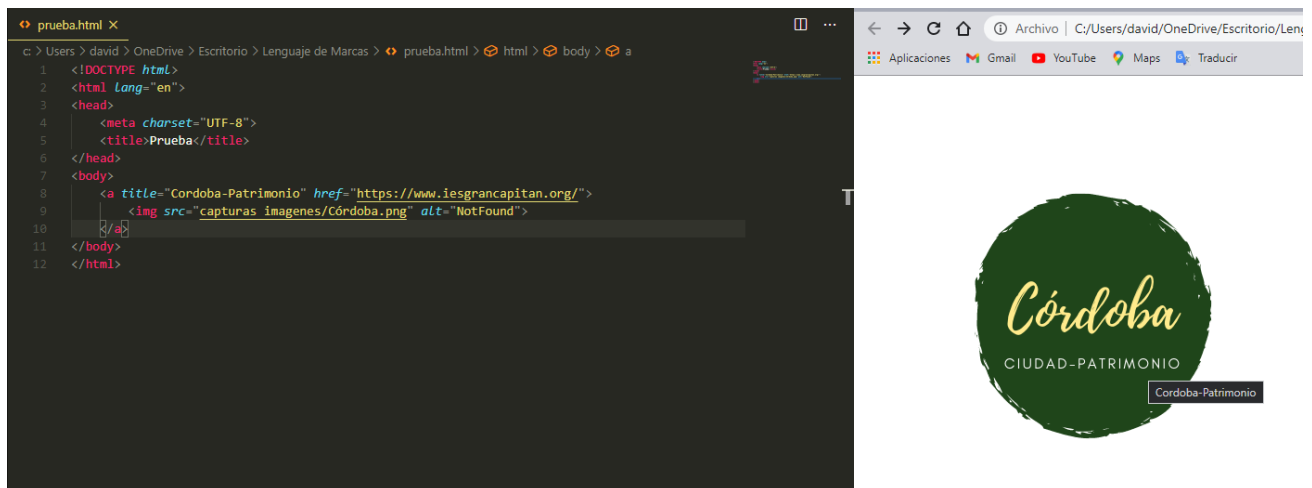 prueba.html
c: > Users > david > OneDrive > Escritorio > Lenguaje de Marcas > prueba.html > html > body > a
1 <!DOCTYPE html>
2 <html lang="en">
3 <head>
4 <meta charset="UTF-8">
5 <title>Prueba</title>
6 </head>
7 <body>
8 <a title="Cordoba-Patrimonio" href="https://www.iesgrancapitan.org/">
9 <img src="capturas imagenes/Córdoba.png" alt="NotFound">
10 </a>
11 </body>
12 </html>
T
Archivo | C:/Users/david/OneDrive/Escritorio/Leng
Aplicaciones Gmail YouTube Maps Traducir
Córdoba
CIUDAD-PATRIMONIO
Cordoba-Patrimonio